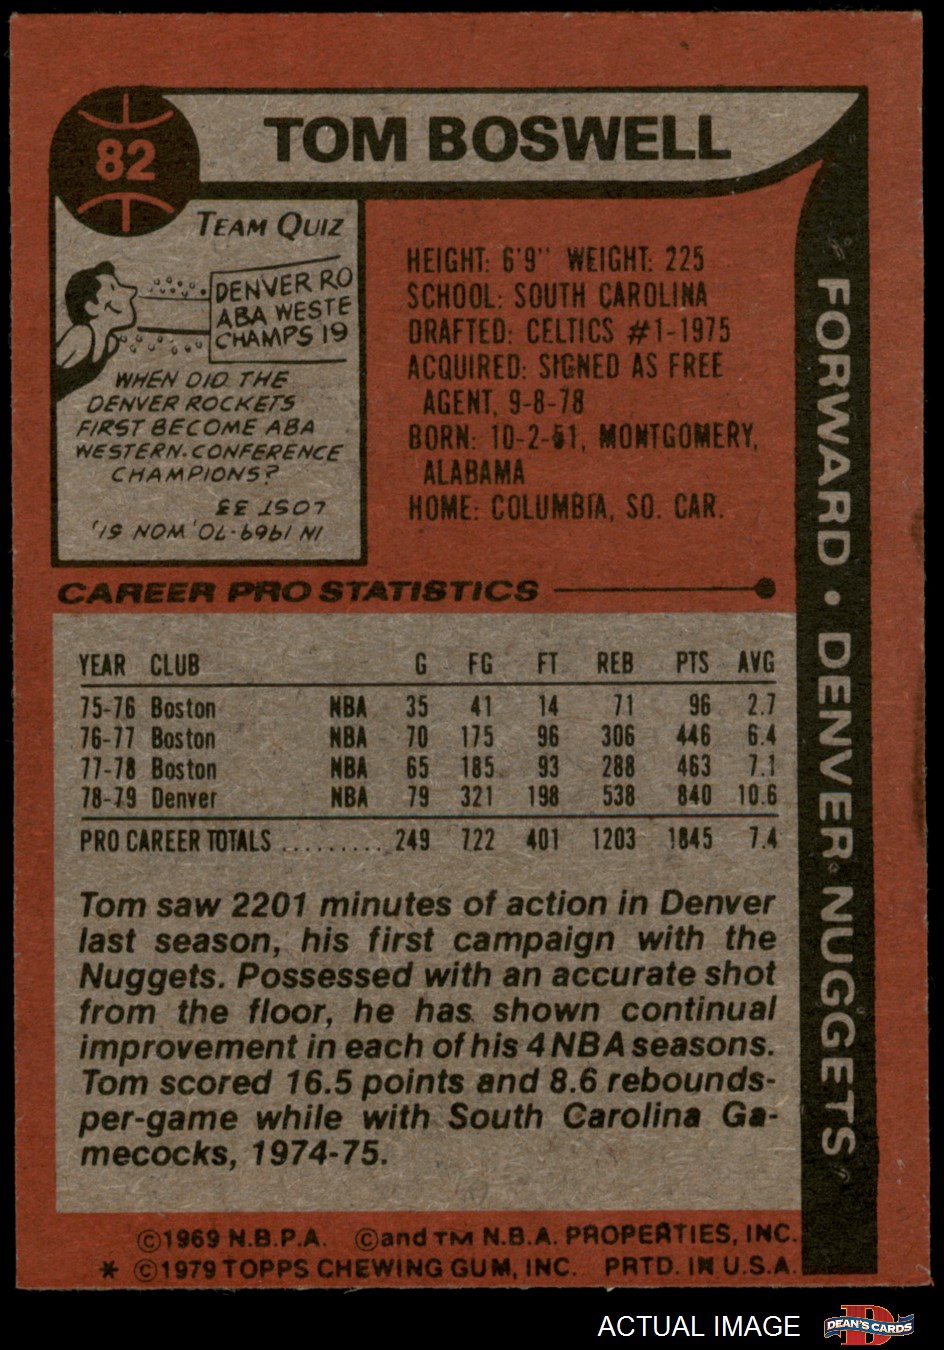 82
TOM BOSWELL
TEAM QUIZ
DENVER RO
ABA WESTE
CHAMPS 19
WHEN DID THE
DENVER ROCKETS
FIRST BECOME ABA
WESTERN CONFERENCE
CHAMPIONS?
IN 1969-70, WON 51,
LOST 33
HEIGHT: 6'9" WEIGHT: 225
SCHOOL: SOUTH CAROLINA
DRAFTED: CELTICS #1-1975
ACQUIRED: SIGNED AS FREE
AGENT, 9-8-78
BORN: 10-2-51, MONTGOMERY,
ALABAMA
HOME: COLUMBIA, SO. CAR.
FORWARD • DENVER NUGGETS
CAREER PRO STATISTICS
YEAR CLUB G FG FT REB PTS AVG
75-76 Boston NBA 35 41 14 71 96 2.7
76-77 Boston NBA 70 175 96 306 446 6.4
77-78 Boston NBA 65 185 93 288 463 7.1
78-79 Denver NBA 79 321 198 538 840 10.6
PRO CAREER TOTALS ......... 249 722 401 1203 1845 7.4
Tom saw 2201 minutes of action in Denver
last season, his first campaign with the
Nuggets. Possessed with an accurate shot
from the floor, he has shown continual
improvement in each of his 4 NBA seasons.
Tom scored 16.5 points and 8.6 rebounds-
per-game while with South Carolina Ga-
mecocks, 1974-75.
©1969 N.B.P.A. ©and TM N.B.A. PROPERTIES, INC.
* ©1979 TOPPS CHEWING GUM, INC. PRTD. IN U.S.A.
ACTUAL IMAGE
D
DEAN'S CARDS